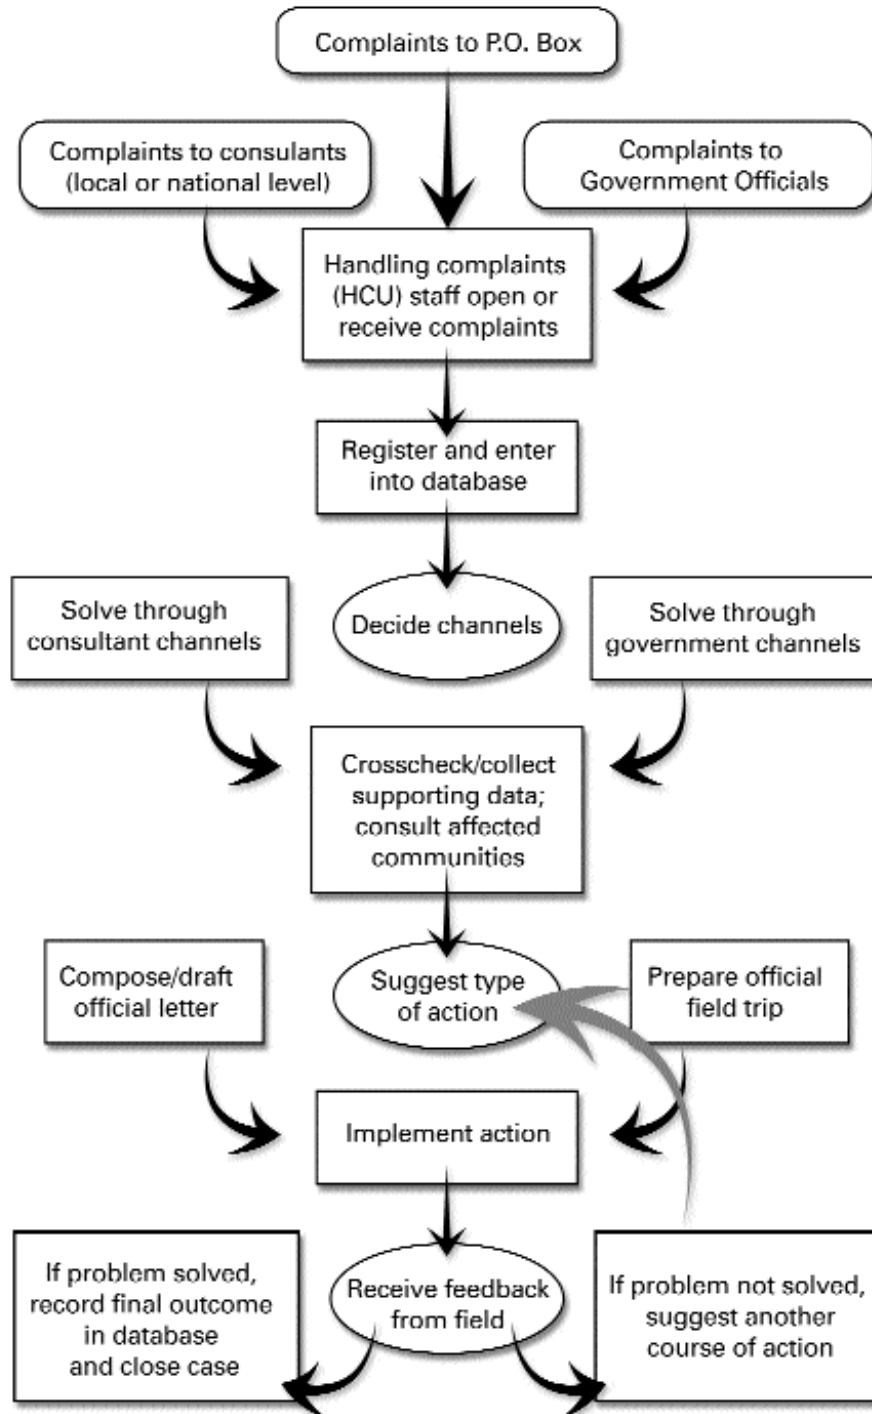 Complaints to P.O. Box
Complaints to consulants
(local or national level)
Complaints to
Government Officials
Handling complaints
(HCU) staff open or
receive complaints
Register and enter
into database
Solve through
consultant channels
Decide channels
Solve through
government channels
Crosscheck/collect
supporting data;
consult affected
communities
Compose/draft
official letter
Suggest type
of action
Prepare official
field trip
Implement action
If problem solved,
record final outcome
in database
and close case
Receive feedback
from field
If problem not solved,
suggest another
course of action